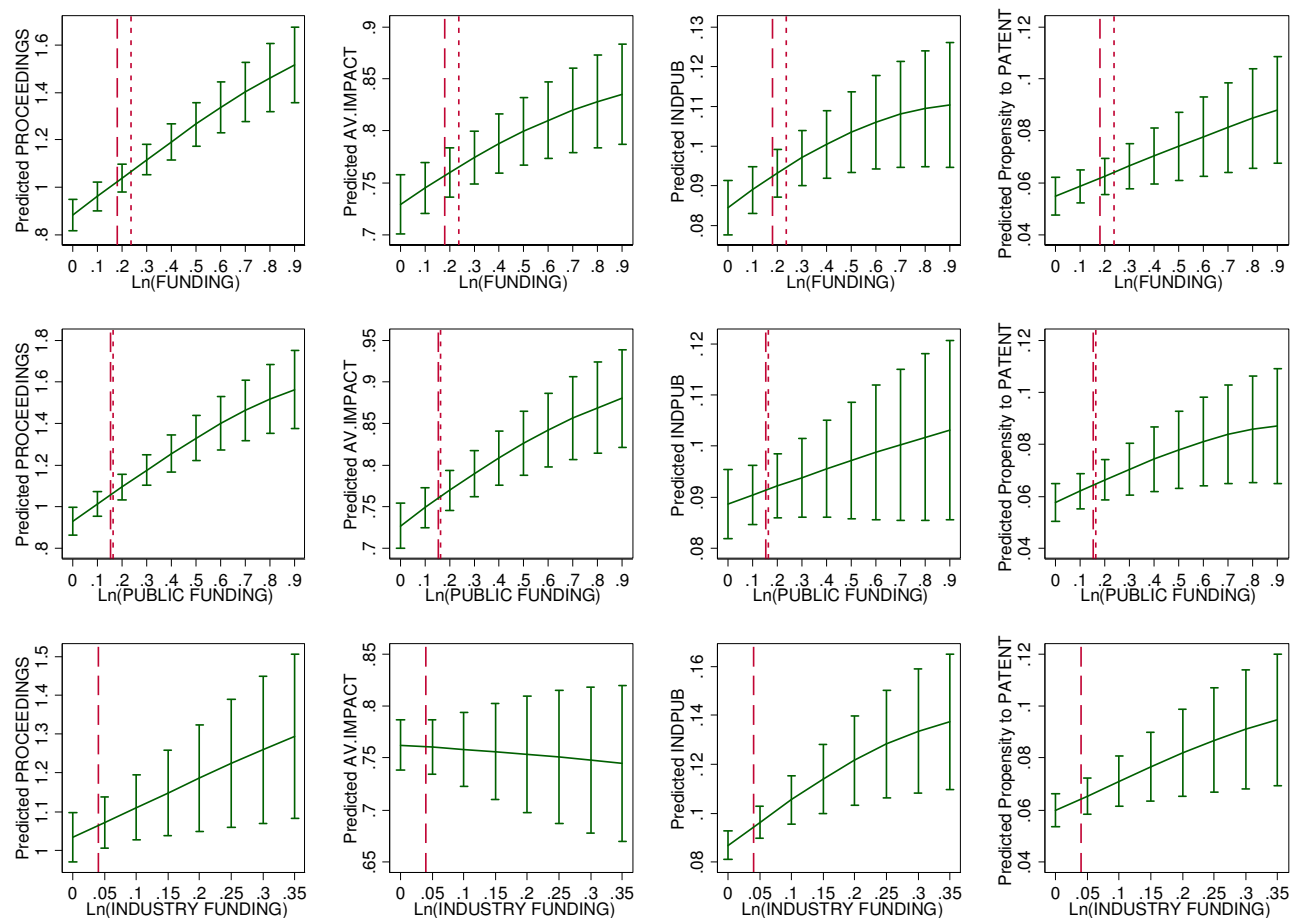 Predicted PROCEEDINGS
.8 1 1.2 1.4 1.6
0 .1 .2 .3 .4 .5 .6 .7 .8 .9
Ln(FUNDING)
Predicted AV.IMPACT
.7 .75 .8 .85 .9
0 .1 .2 .3 .4 .5 .6 .7 .8 .9
Ln(FUNDING)
Predicted INDPUB
.08 .09 .1 .11 .12 .13
0 .1 .2 .3 .4 .5 .6 .7 .8 .9
Ln(FUNDING)
Predicted Propensity to PATENT
.04 .06 .08 .1 .12
0 .1 .2 .3 .4 .5 .6 .7 .8 .9
Ln(FUNDING)
Predicted PROCEEDINGS
.8 1 1.2 1.4 1.6 1.8
0 .1 .2 .3 .4 .5 .6 .7 .8 .9
Ln(PUBLIC FUNDING)
Predicted AV.IMPACT
.7 .75 .8 .85 .9 .95
0 .1 .2 .3 .4 .5 .6 .7 .8 .9
Ln(PUBLIC FUNDING)
Predicted INDPUB
.08 .09 .1 .11 .12
0 .1 .2 .3 .4 .5 .6 .7 .8 .9
Ln(PUBLIC FUNDING)
Predicted Propensity to PATENT
.04 .06 .08 .1 .12
0 .1 .2 .3 .4 .5 .6 .7 .8 .9
Ln(PUBLIC FUNDING)
Predicted PROCEEDINGS
1 1.1 1.2 1.3 1.4 1.5
0 .05 .1 .15 .2 .25 .3 .35
Ln(INDUSTRY FUNDING)
Predicted AV.IMPACT
.65 .7 .75 .8 .85
0 .05 .1 .15 .2 .25 .3 .35
Ln(INDUSTRY FUNDING)
Predicted INDPUB
.08 .1 .12 .14 .16
0 .05 .1 .15 .2 .25 .3 .35
Ln(INDUSTRY FUNDING)
Predicted Propensity to PATENT
.04 .06 .08 .1 .12
0 .05 .1 .15 .2 .25 .3 .35
Ln(INDUSTRY FUNDING)